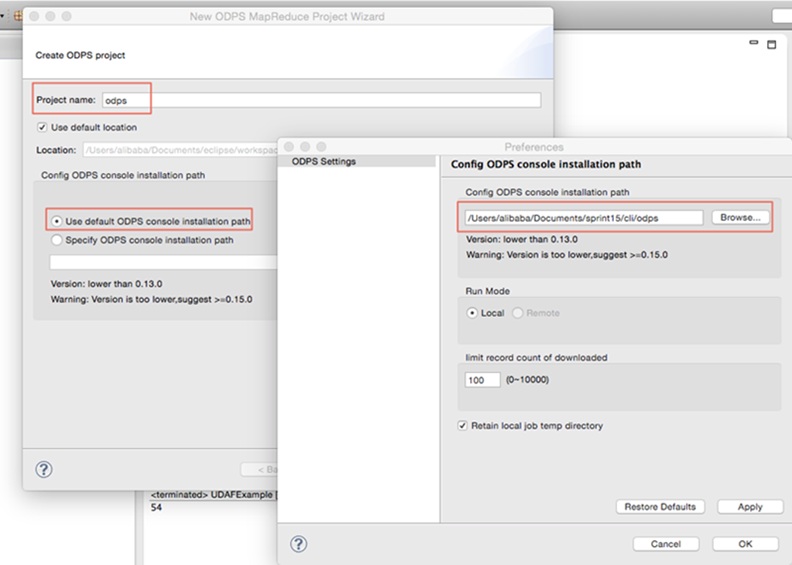 New ODPS MapReduce Project Wizard
Create ODPS project
Project name: odps
Use default location
Location: /Users/alibaba/Documents/eclipse/workspac
Config ODPS console installation path
Use default ODPS console installation path
Specify ODPS console installation path
Version: lower than 0.13.0
Warning: Version is too lower,suggest >=0.15.0
? < Ba
<terminated> UDAFExample [
54
Preferences
ODPS Settings
Config ODPS console installation path
Config ODPS console installation path
/Users/alibaba/Documents/sprint15/cli/odps Browse...
Version: lower than 0.13.0
Warning: Version is too lower,suggest >=0.15.0
Run Mode
Local Remote
limit record count of downloaded
100 (0~10000)
Retain local job temp directory
Restore Defaults Apply
? Cancel OK